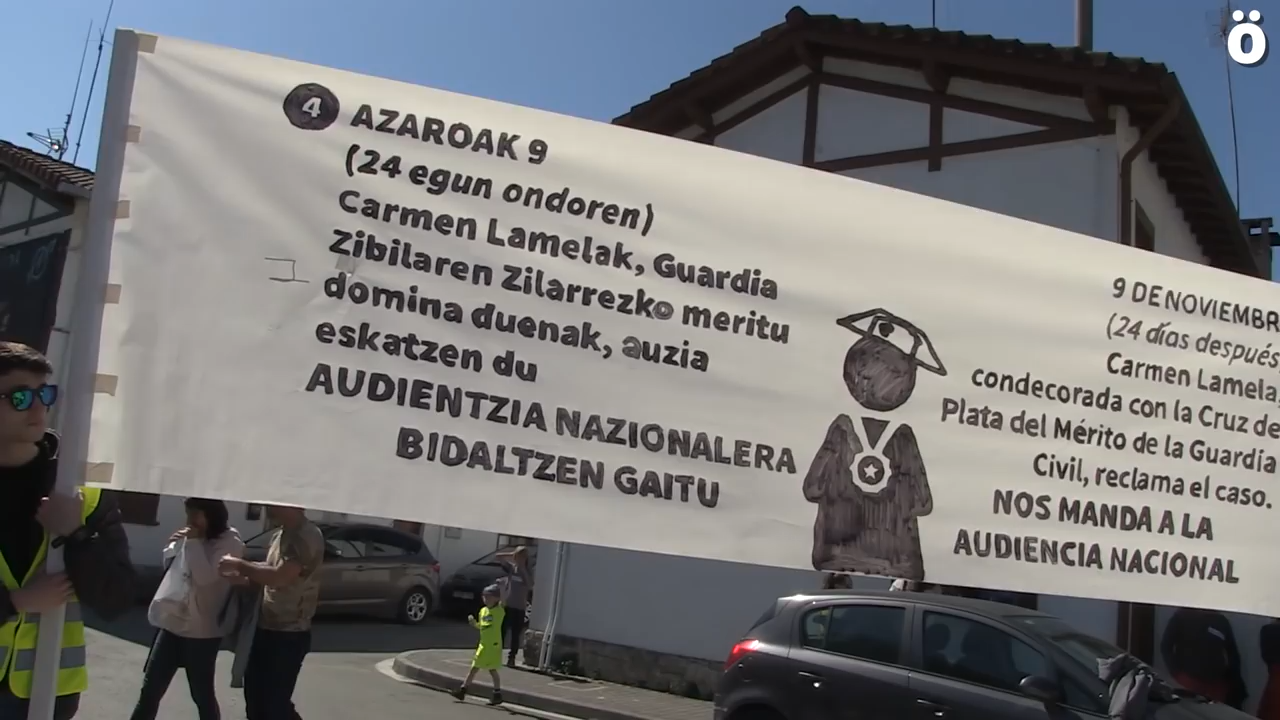 ö
4 AZAROAK 9
(24 egun ondoren)
Carmen Lamelak, Guardia
Zibilaren Zilarrezko meritu
domina duenak, auzia
eskatzen du
AUDIENTZIA NAZIONALERA
BIDALTZEN GAITU
9 DE NOVIEMBR
(24 días después
Carmen Lamela,
condecorada con la Cruz de
Plata del Mérito de la Guardia
Civil, reclama el caso.
NOS MANDA A LA
AUDIENCIA NACIONAL